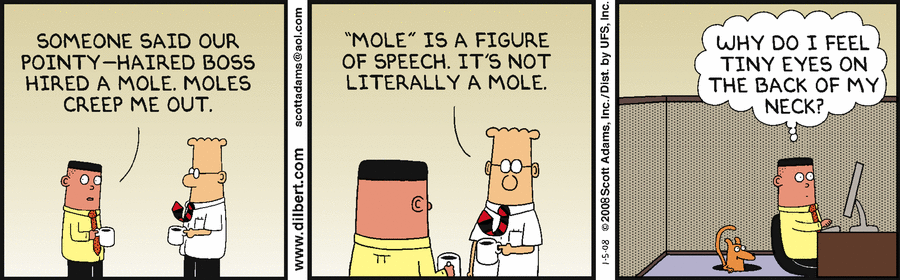 SOMEONE SAID OUR
POINTY-HAIRED BOSS
HIRED A MOLE. MOLES
CREEP ME OUT.
www.dilbert.com scottadams@aol.com
"MOLE" IS A FIGURE
OF SPEECH. IT'S NOT
LITERALLY A MOLE.
1-5-08 ©2008 Scott Adams, Inc./Dist. by UFS, Inc.
WHY DO I FEEL
TINY EYES ON
THE BACK OF MY
NECK?